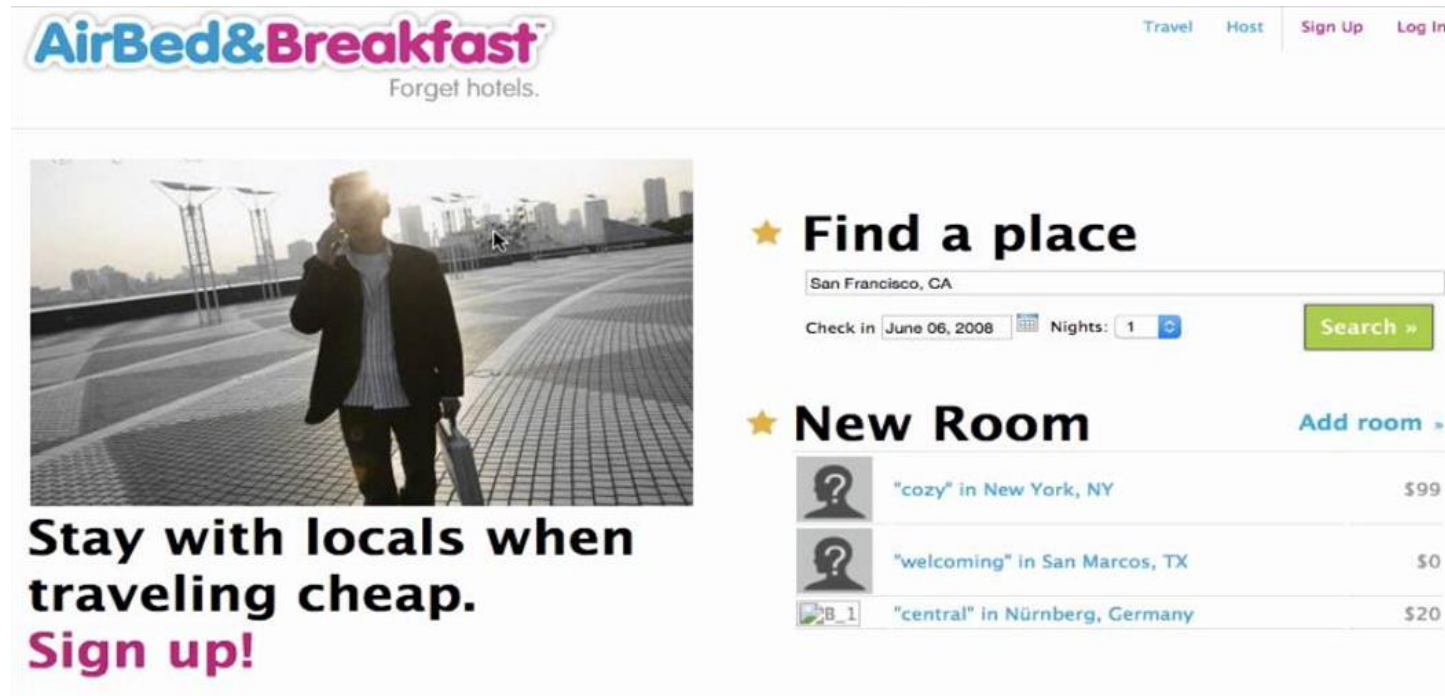 AirBed&Breakfast™
Forget hotels.
Travel Host Sign Up Log In
Stay with locals when
traveling cheap.
Sign up!
Find a place
San Francisco, CA
Check in June 06, 2008 Nights: 1
Search »
New Room
Add room »
"cozy" in New York, NY $99
"welcoming" in San Marcos, TX $0
B_1 "central" in Nürnberg, Germany $20